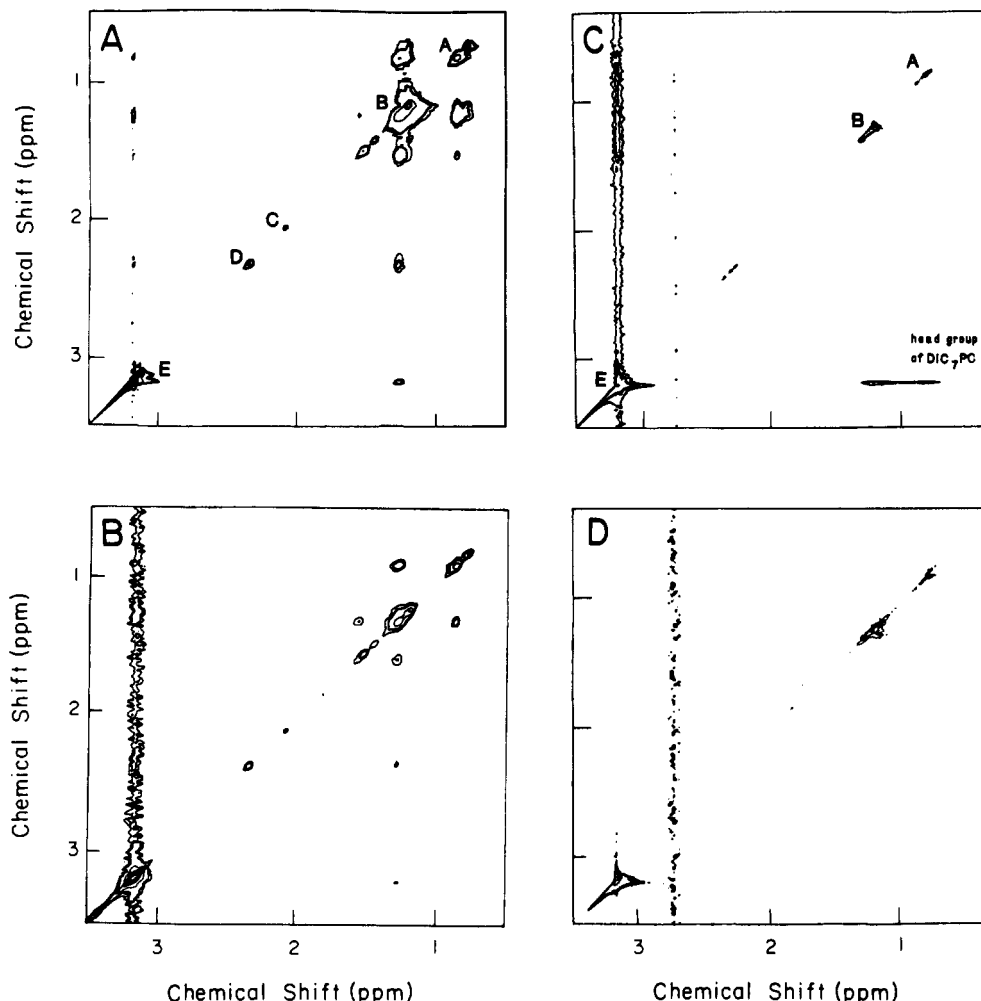 A
A
B
C
D
E
1
2
3
Chemical Shift (ppm)
C
A
B
E
head group
of DIC7PC
B
1
2
3
Chemical Shift (ppm)
3
2
1
Chemical Shift (ppm)
D
3
2
1
Chemical Shift (ppm)